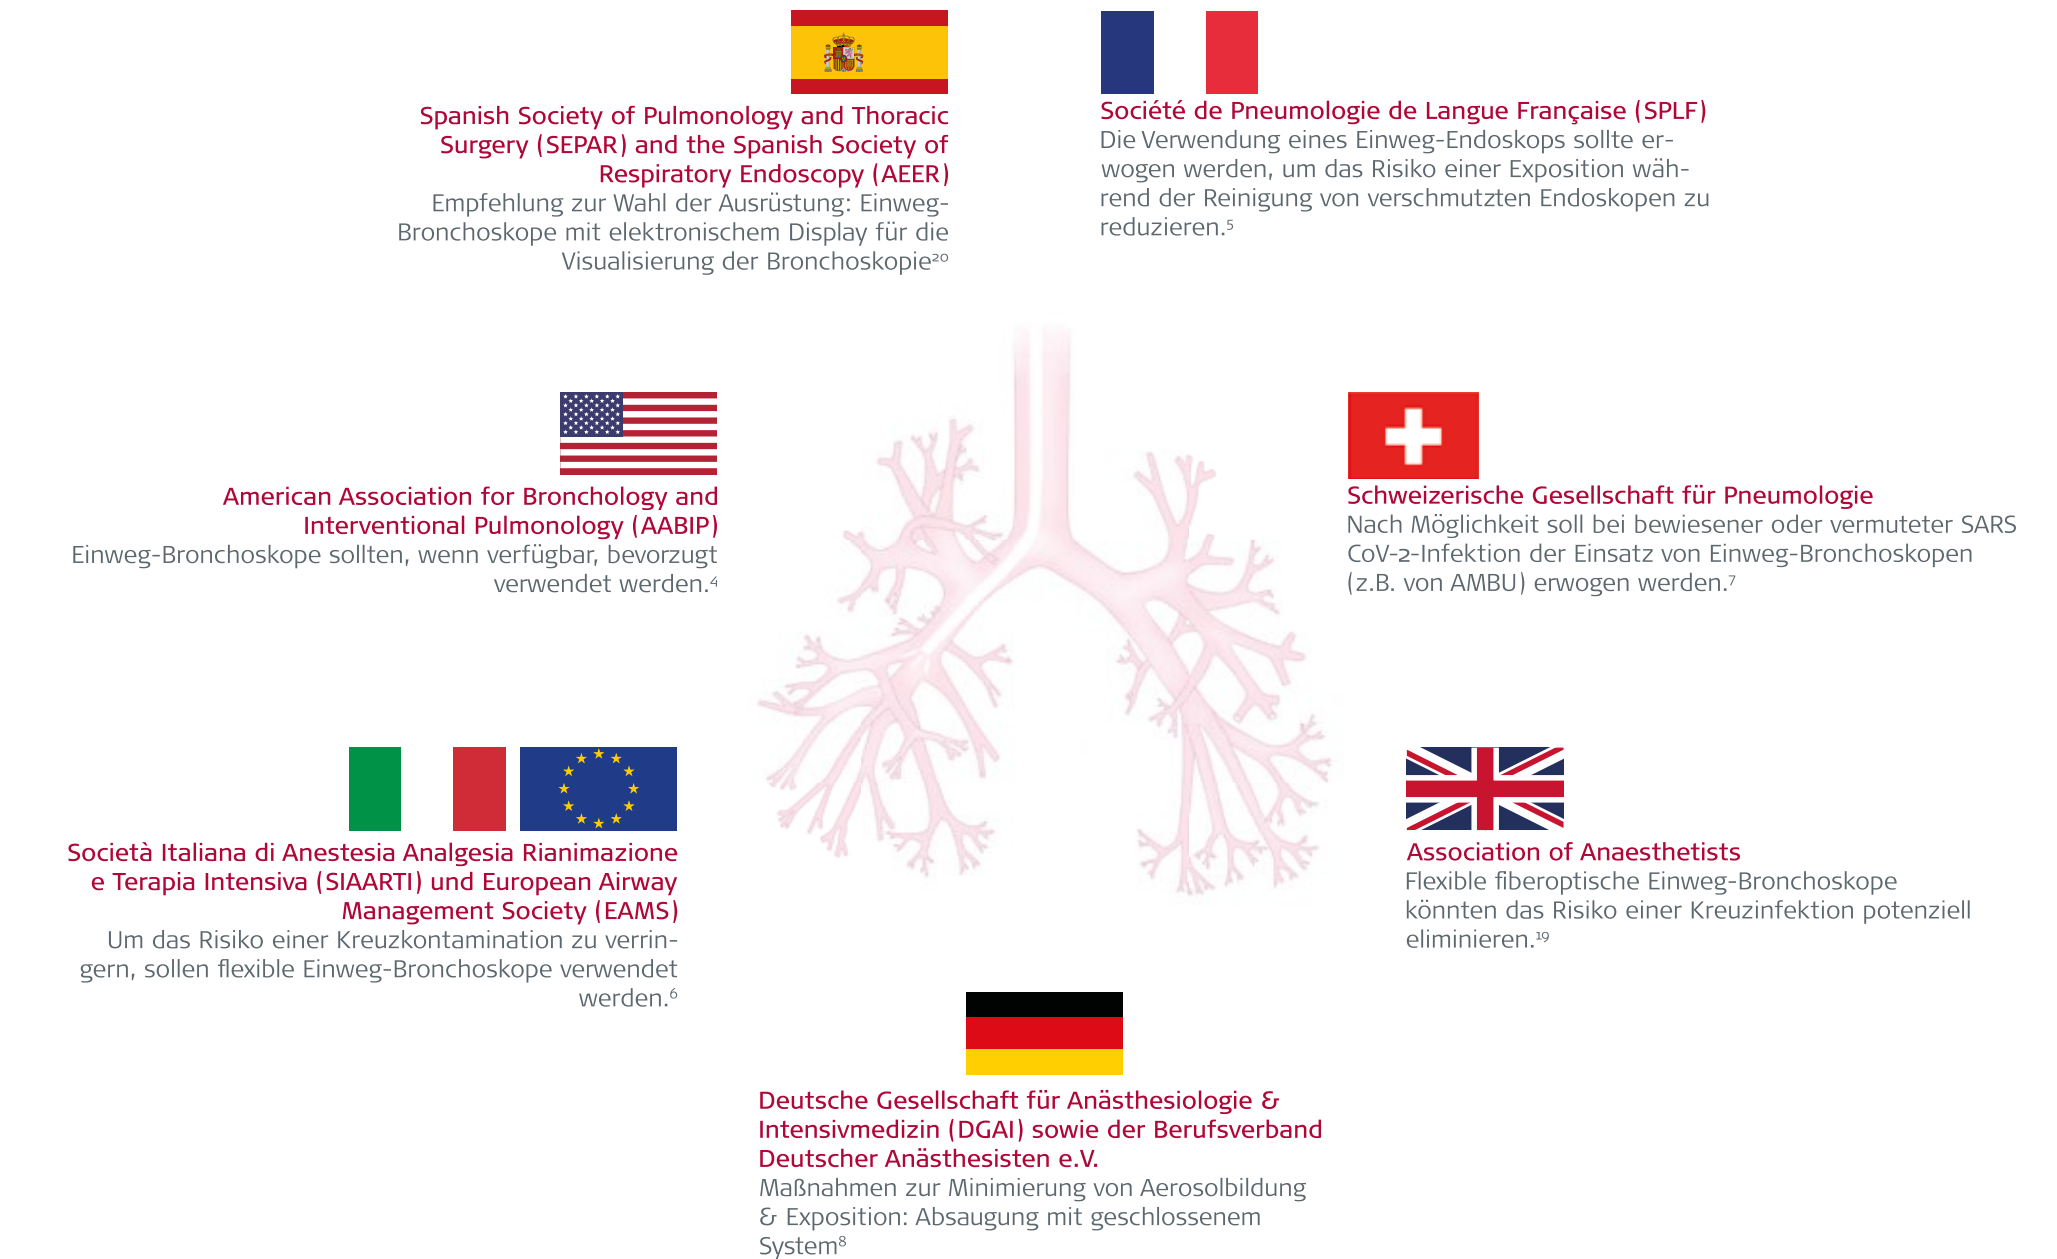 Spanish Society of Pulmonology and Thoracic
Surgery (SEPAR) and the Spanish Society of
Respiratory Endoscopy (AEER)
Empfehlung zur Wahl der Ausrüstung: Einweg-
Bronchoskope mit elektronischem Display für die
Visualisierung der Bronchoskopie²⁰
Société de Pneumologie de Langue Française (SPLF)
Die Verwendung eines Einweg-Endoskops sollte er-
wogen werden, um das Risiko einer Exposition wäh-
rend der Reinigung von verschmutzten Endoskopen zu
reduzieren.⁵
American Association for Bronchology and
Interventional Pulmonology (AABIP)
Einweg-Bronchoskope sollten, wenn verfügbar, bevorzugt
verwendet werden.⁴
Schweizerische Gesellschaft für Pneumologie
Nach Möglichkeit soll bei bewiesener oder vermuteter SARS
CoV-2-Infektion der Einsatz von Einweg-Bronchoskopen
(z.B. von AMBU) erwogen werden.⁷
Società Italiana di Anestesia Analgesia Rianimazione
e Terapia Intensiva (SIAARTI) und European Airway
Management Society (EAMS)
Um das Risiko einer Kreuzkontamination zu verrin-
gern, sollen flexible Einweg-Bronchoskope verwendet
werden.⁶
Association of Anaesthetists
Flexible fiberoptische Einweg-Bronchoskope
könnten das Risiko einer Kreuzinfektion potenziell
eliminieren.¹⁹
Deutsche Gesellschaft für Anästhesiologie &
Intensivmedizin (DGAI) sowie der Berufsverband
Deutscher Anästhesisten e.V.
Maßnahmen zur Minimierung von Aerosolbildung
& Exposition: Absaugung mit geschlossenem
System⁸